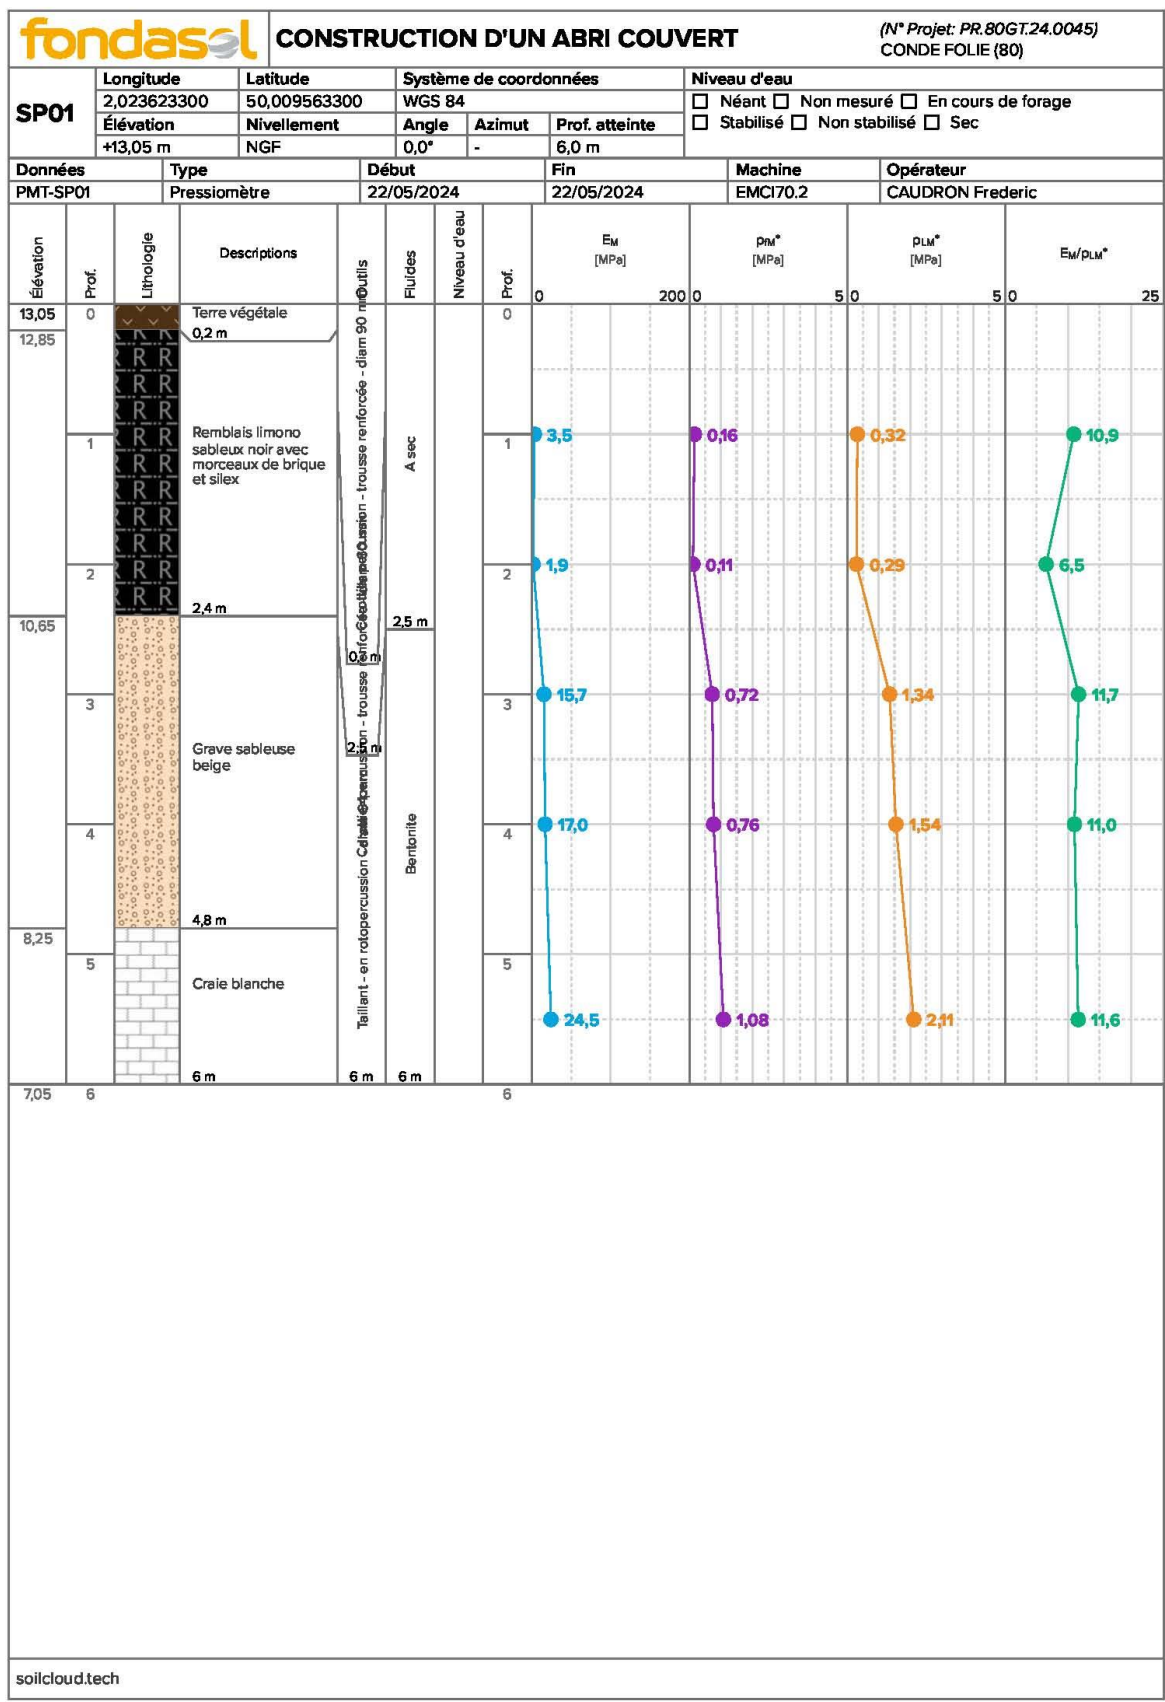 fondasol
CONSTRUCTION D'UN ABRI COUVERT
(N° Projet: PR.80GT.24.0045)
CONDE FOLIE (80)
SP01
Longitude Latitude Système de coordonnées Niveau d'eau
2,023623300 50,009563300 WGS 84
Néant Non mesuré En cours de forage
Élévation Nivellement Angle Azimut Prof. atteinte
Stabilisé Non stabilisé Sec
+13,05 m NGF 0,0° - 6,0 m
Données Type Début Fin Machine Opérateur
PMT-SP01 Pressiomètre 22/05/2024 22/05/2024 EMCI70.2 CAUDRON Frederic
Élévation Prof. Lithologie Descriptions Outils Fluides Niveau d'eau Prof.
EM pfM* pLM* EM/pLM*
[MPa] [MPa] [MPa]
0 200 0 5 0 5 0 25
13,05 0 Terre végétale 0
12,85 0,2 m
1 Remblais limono
sableux noir avec
morceaux de brique
et silex
A sec
1 3,5 0,16 0,32 10,9
2 2 1,9 0,11 0,29 6,5
2,4 m
10,65
2,5 m
3 3 15,7 0,72 1,34 11,7
2,5 m
Grave sableuse
beige
4 4 17,0 0,76 1,54 11,0
Bentonite
4,8 m
8,25
5 5
Craie blanche
Taillant - en rotopercussion
24,5 1,08 2,11 11,6
trousse renforcée - diam 90 mm
6 m 6 m 6 m
7,05 6 6
soilcloud.tech